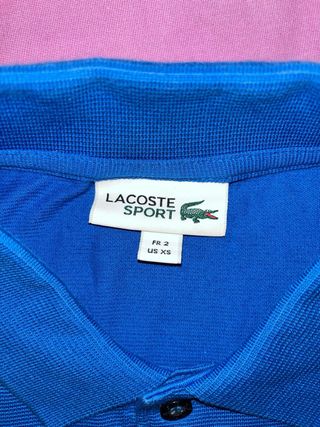 LACOSTE
SPORT
FR 2
US XS